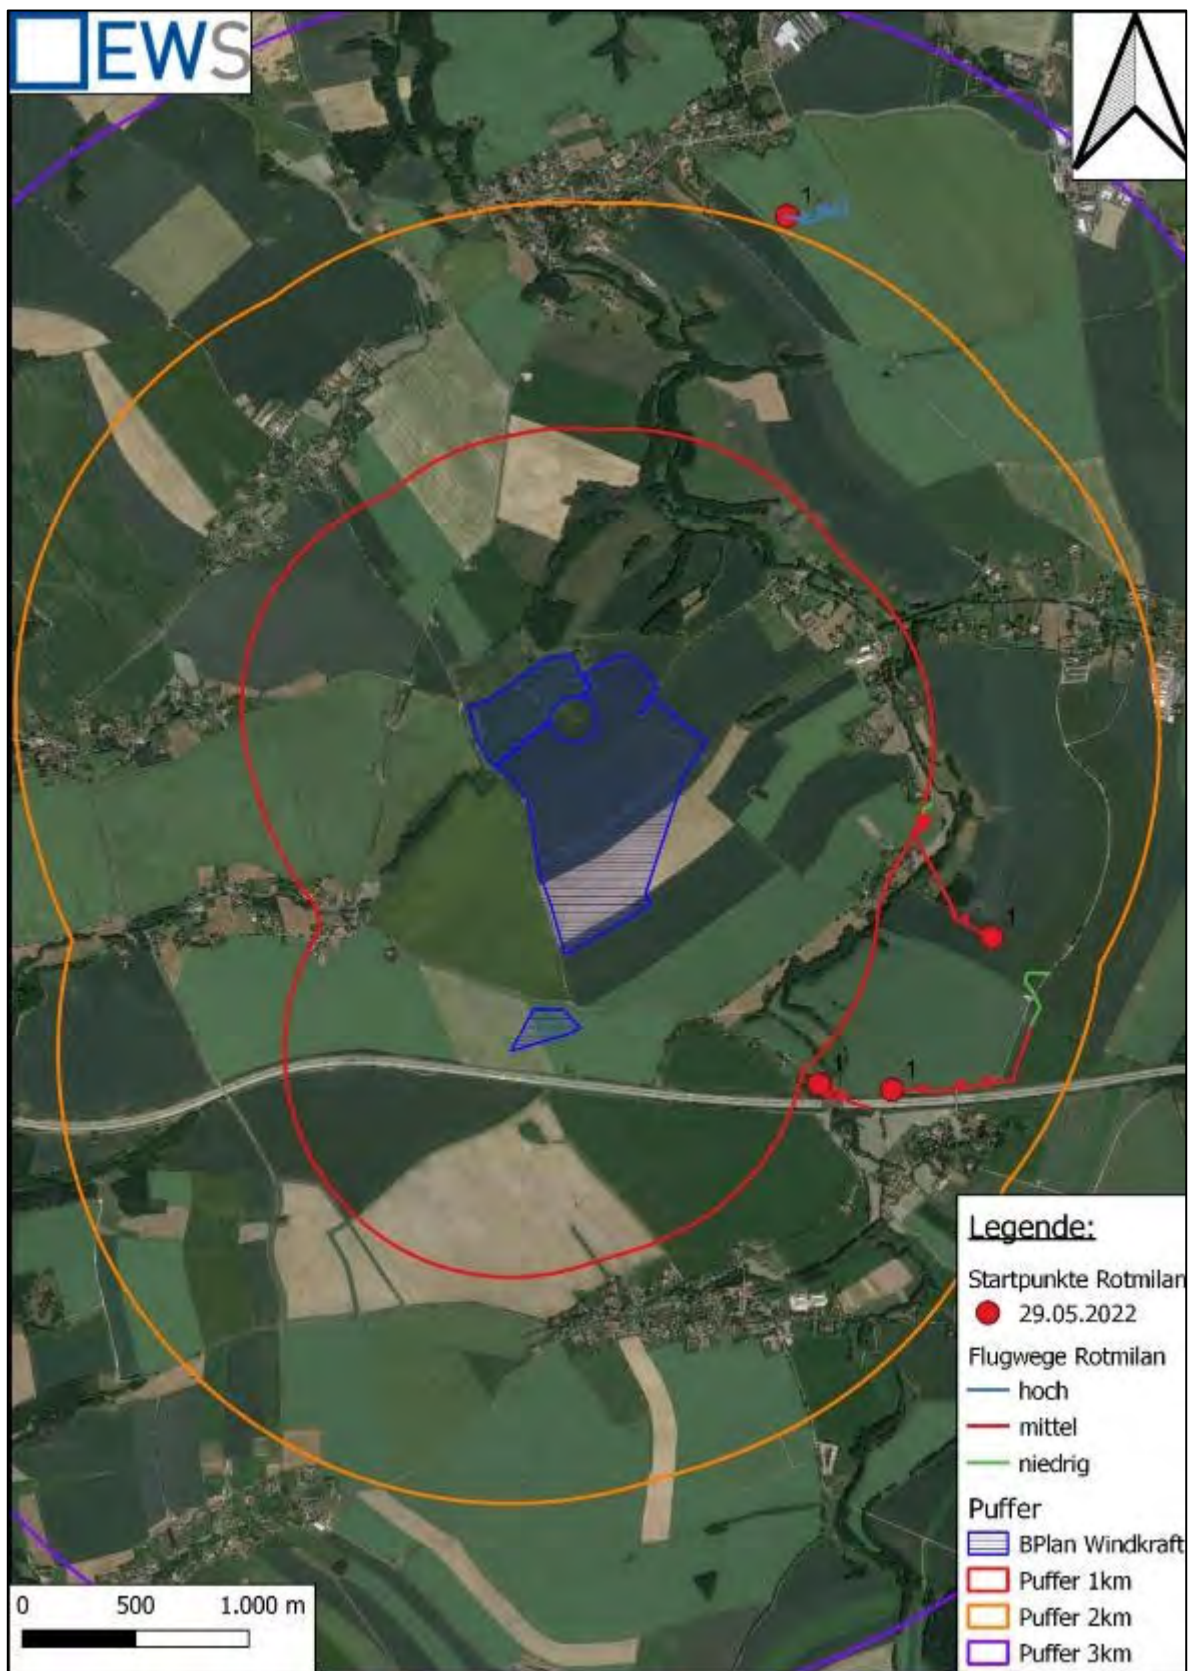 EWS
1
1
1
1
Legende:
Startpunkte Rotmilan
29.05.2022
Flugwege Rotmilan
hoch
mittel
niedrig
Puffer
BPlan Windkraft
Puffer 1km
Puffer 2km
Puffer 3km
0 500 1.000 m